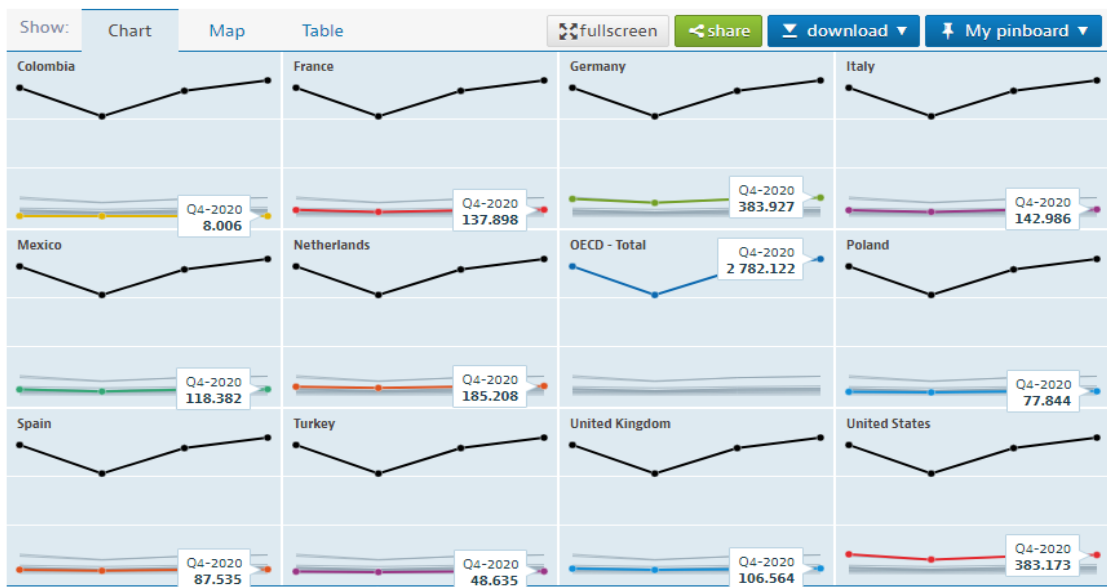 Show: Chart Map Table fullscreen share download ▼ My pinboard ▼
Colombia
Q4-2020
8.006
France
Q4-2020
137.898
Germany
Q4-2020
383.927
Italy
Q4-2020
142.986
Mexico
Q4-2020
118.382
Netherlands
Q4-2020
185.208
OECD - Total
Q4-2020
2 782.122
Poland
Q4-2020
77.844
Spain
Q4-2020
87.535
Turkey
Q4-2020
48.635
United Kingdom
Q4-2020
106.564
United States
Q4-2020
383.173